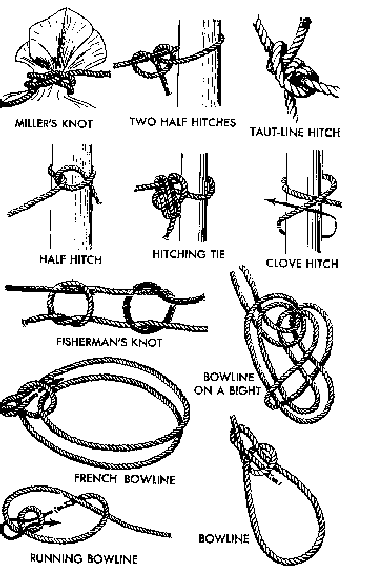 MILLER'S KNOT
TWO HALF HITCHES
TAUT-LINE HITCH
HALF HITCH
HITCHING TIE
CLOVE HITCH
FISHERMAN'S KNOT
BOWLINE
ON A BIGHT
FRENCH BOWLINE
BOWLINE
RUNNING BOWLINE